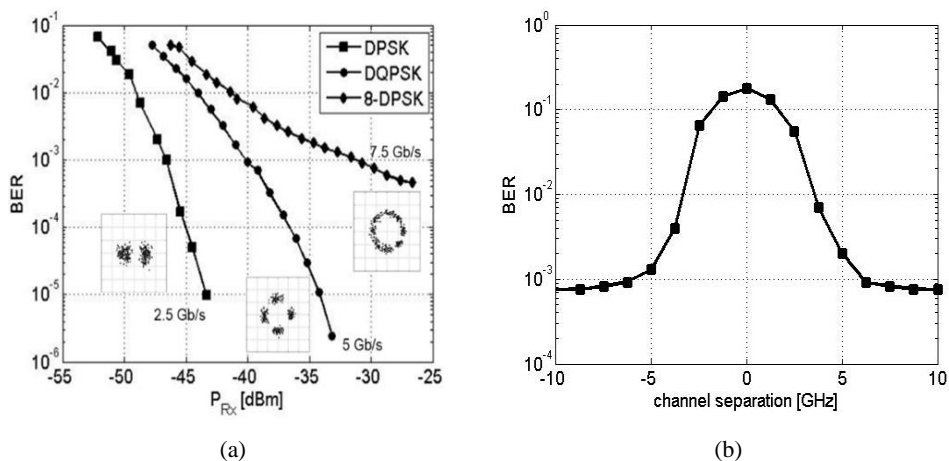 BER
10^-1
10^-2
10^-3
10^-4
10^-5
10^-6
DPSK
DQPSK
8-DPSK
7.5 Gb/s
2.5 Gb/s
5 Gb/s
-55 -50 -45 -40 -35 -30 -25
P_Rx [dBm]
(a)
BER
10^0
10^-1
10^-2
10^-3
10^-4
-10 -5 0 5 10
channel separation [GHz]
(b)